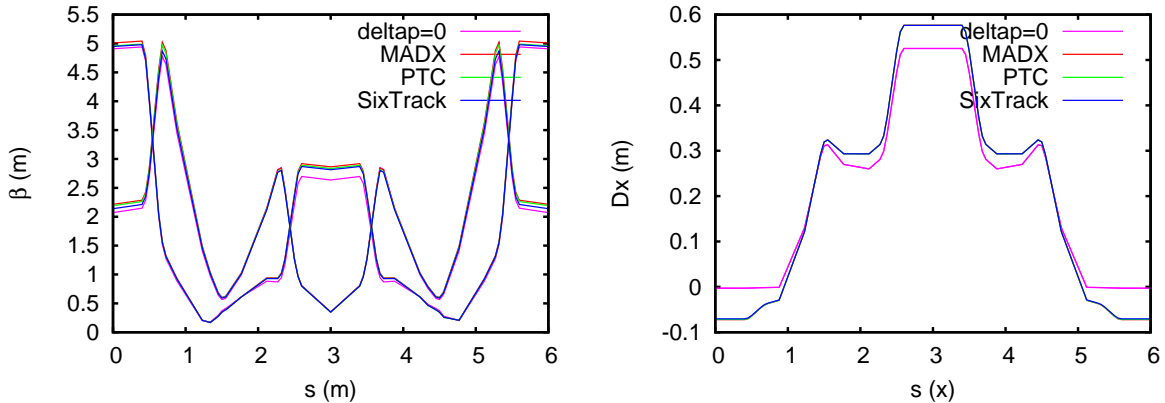 β (m)
5.5
5
4.5
4
3.5
3
2.5
2
1.5
1
0.5
0
0 1 2 3 4 5 6
s (m)
deltap=0
MADX
PTC
SixTrack
Dx (m)
0.6
0.5
0.4
0.3
0.2
0.1
0
-0.1
0 1 2 3 4 5 6
s (x)
deltap=0
MADX
PTC
SixTrack